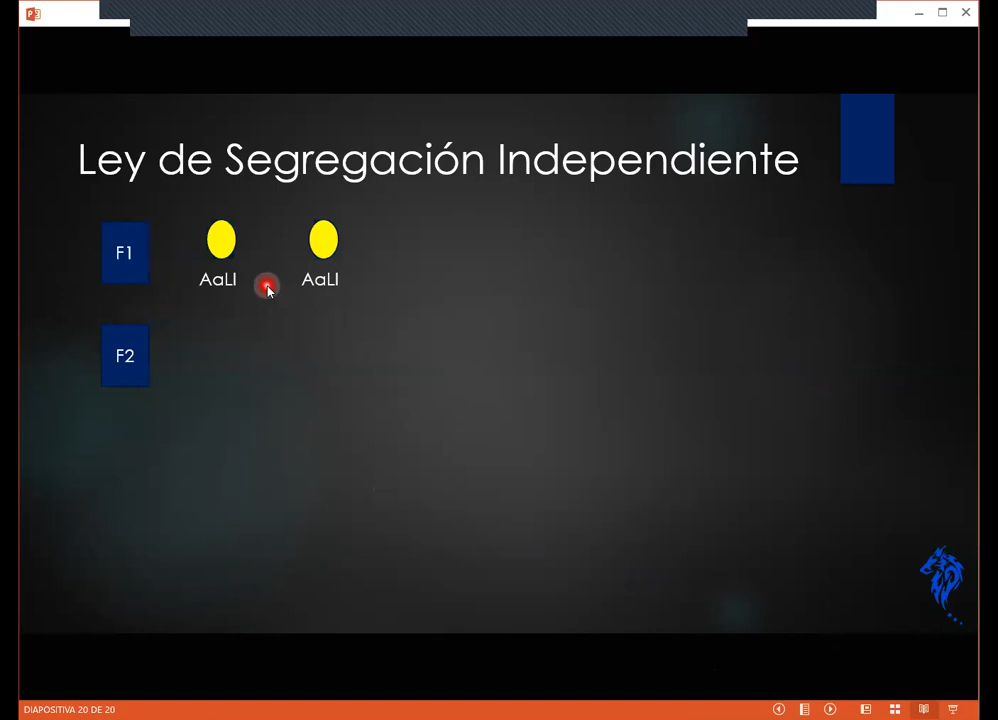 Ley de Segregación Independiente
F1
AaLl
AaLl
F2
DIAPOSITIVA 20 DE 20